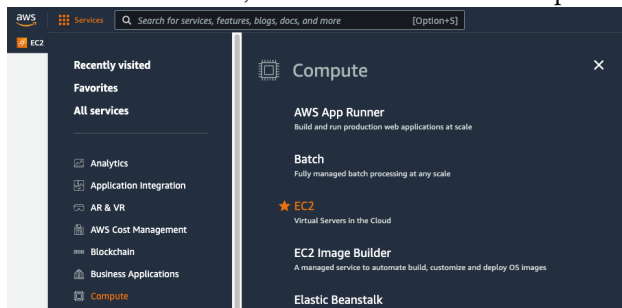 aws
Services
Search for services, features, blogs, docs, and more
[Option+S]
EC2
Recently visited
Favorites
All services
Analytics
Application Integration
AR & VR
AWS Cost Management
Blockchain
Business Applications
Compute
Compute
AWS App Runner
Build and run production web applications at scale
Batch
Fully managed batch processing at any scale
EC2
Virtual Servers in the Cloud
EC2 Image Builder
A managed service to automate build, customize and deploy OS images
Elastic Beanstalk